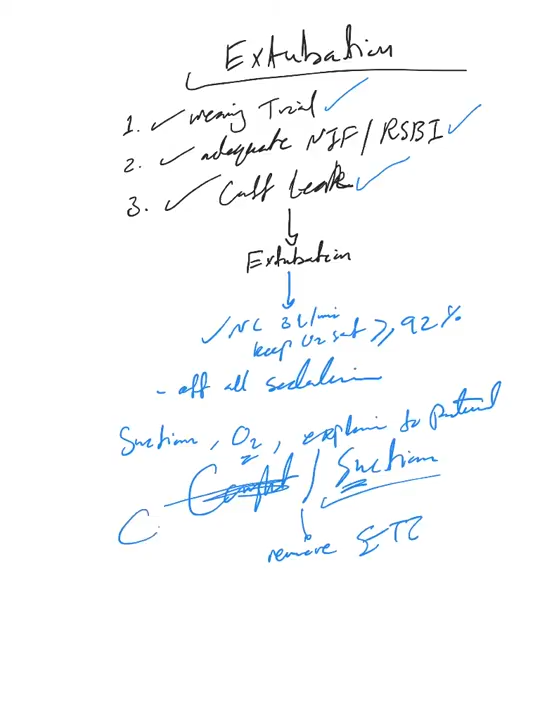 Extubation
1. ✓ weaning Trial ✓
2. ✓ adequate NIF / RSBI ✓
3. ✓ Cuff leak ✓
↓
Extubation
↓
✓ NC 3L/min
keep O2 sat ≥ 92%
- off all sedation
Suction, O2, explain to patient
C / Suction
remove ETT